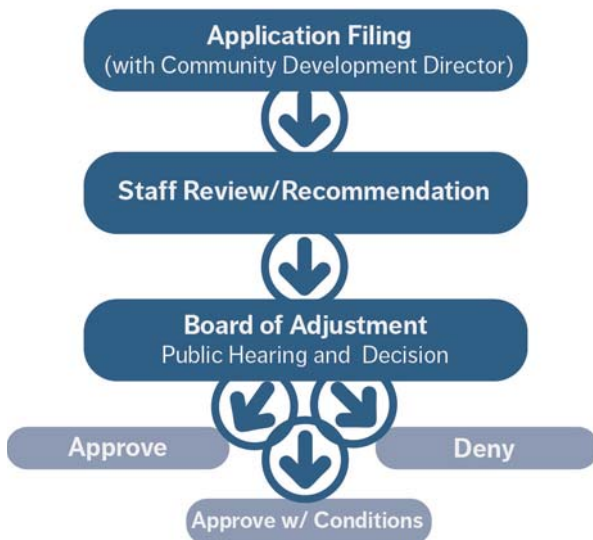 Application Filing
(with Community Development Director)
Staff Review/Recommendation
Board of Adjustment
Public Hearing and Decision
Approve
Deny
Approve w/ Conditions